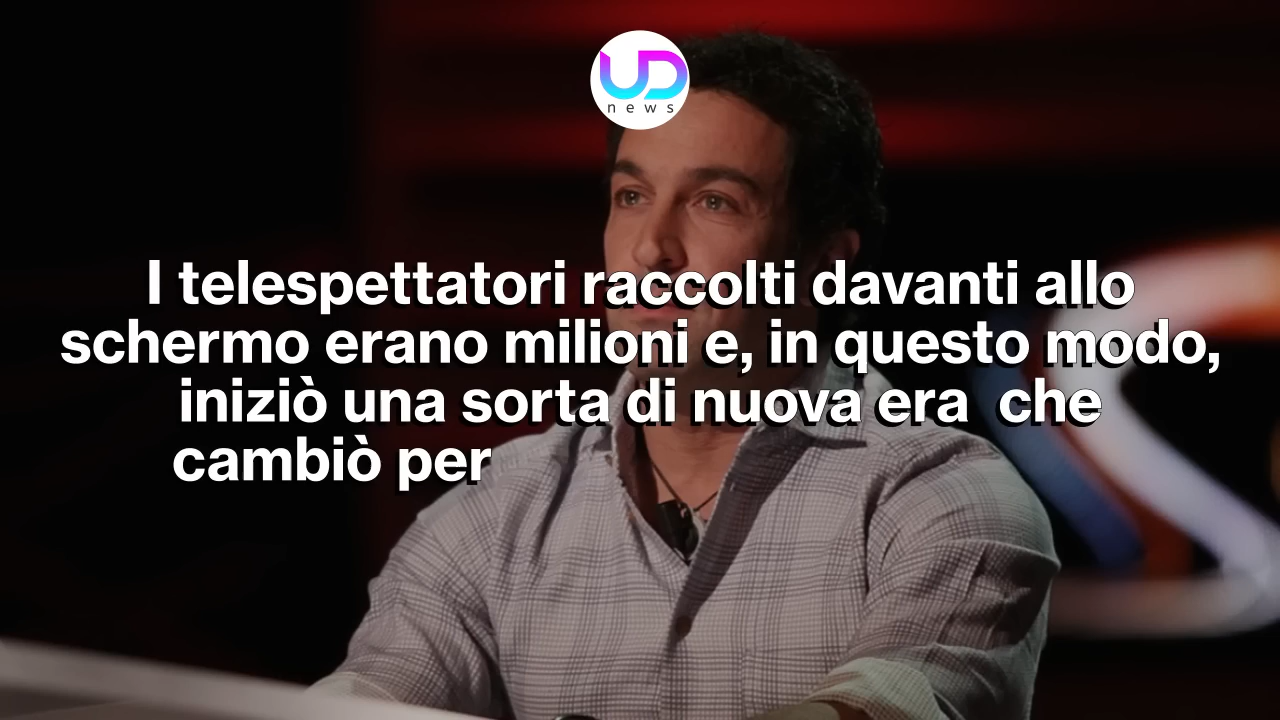 UD
news
I telespettatori raccolti davanti allo
schermo erano milioni e, in questo modo,
iniziò una sorta di nuova era  che
cambiò per